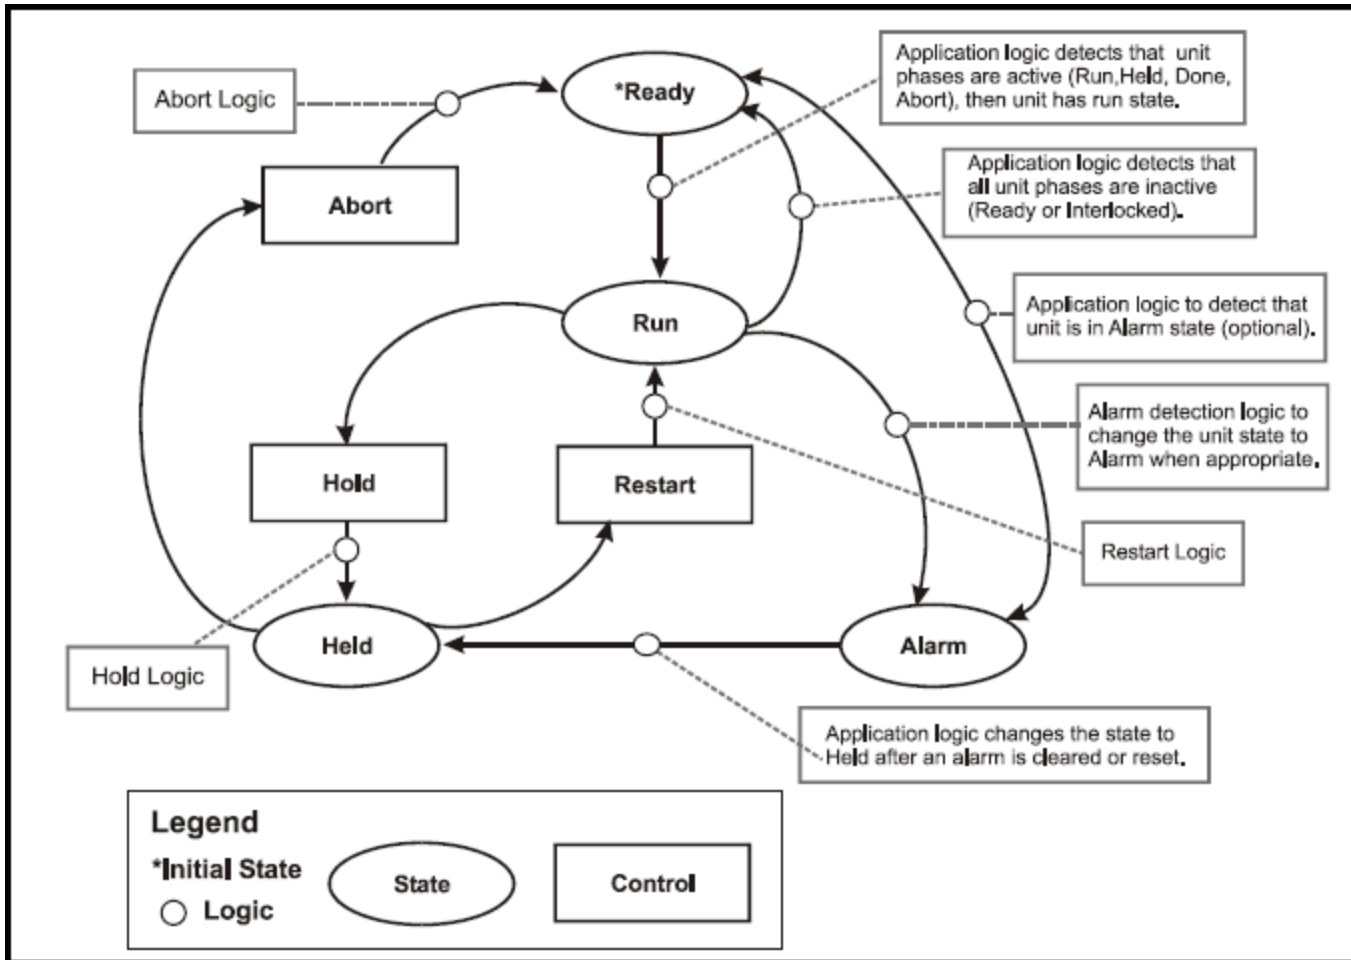 Application logic detects that unit
phases are active (Run,Held, Done,
Abort), then unit has run state.
Abort Logic
*Ready
Application logic detects that
all unit phases are inactive
(Ready or Interlocked).
Abort
Application logic to detect that
unit is in Alarm state (optional).
Run
Alarm detection logic to
change the unit state to
Alarm when appropriate.
Hold
Restart
Restart Logic
Held
Alarm
Hold Logic
Application logic changes the state to
Held after an alarm is cleared or reset.
Legend
*Initial State
Logic
State
Control